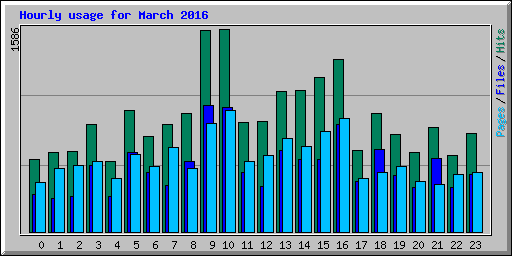 Hourly usage for March 2016
1586
Pages / Files / Hits
0 1 2 3 4 5 6 7 8 9 10 11 12 13 14 15 16 17 18 19 20 21 22 23